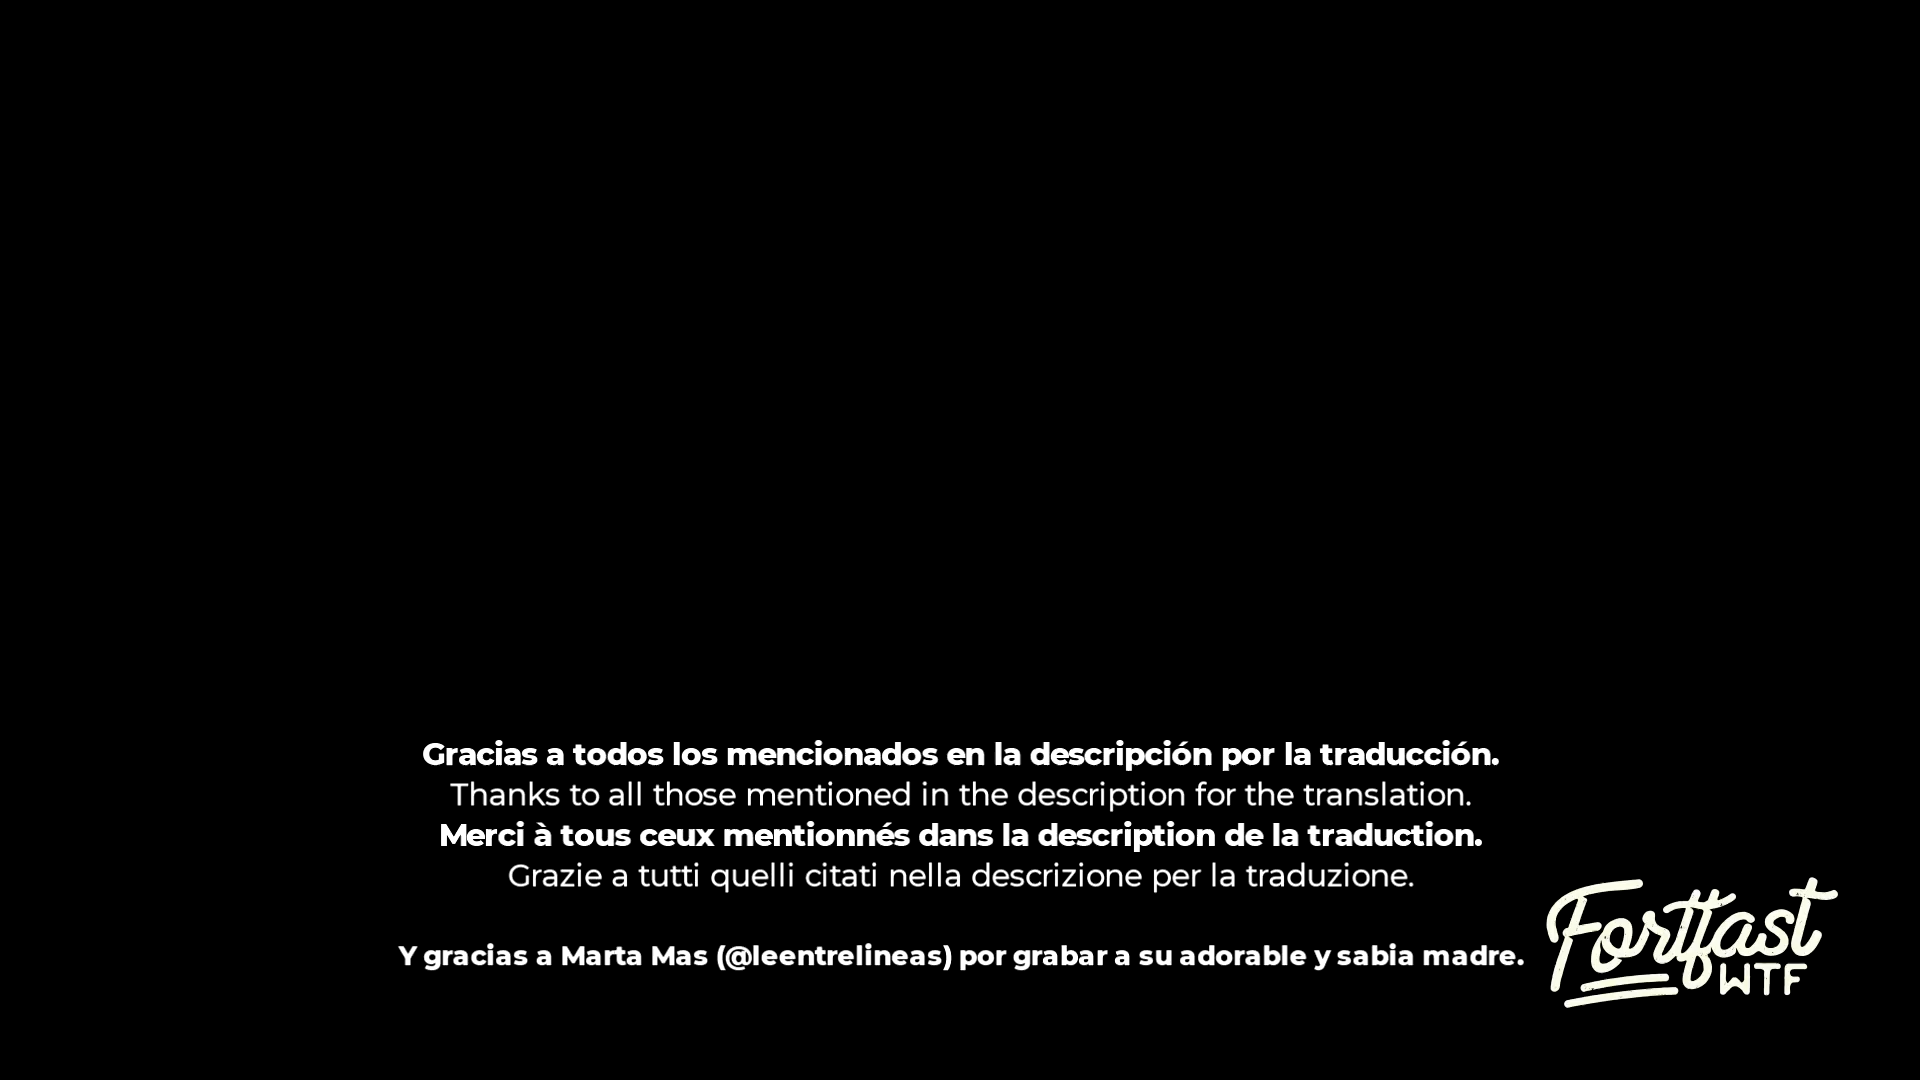 Gracias a todos los mencionados en la descripción por la traducción.
Thanks to all those mentioned in the description for the translation.
Merci à tous ceux mentionnés dans la description de la traduction.
Grazie a tutti quelli citati nella descrizione per la traduzione.
Y gracias a Marta Mas (@leentrelineas) por grabar a su adorable y sabia madre.
Fortfast
WTF